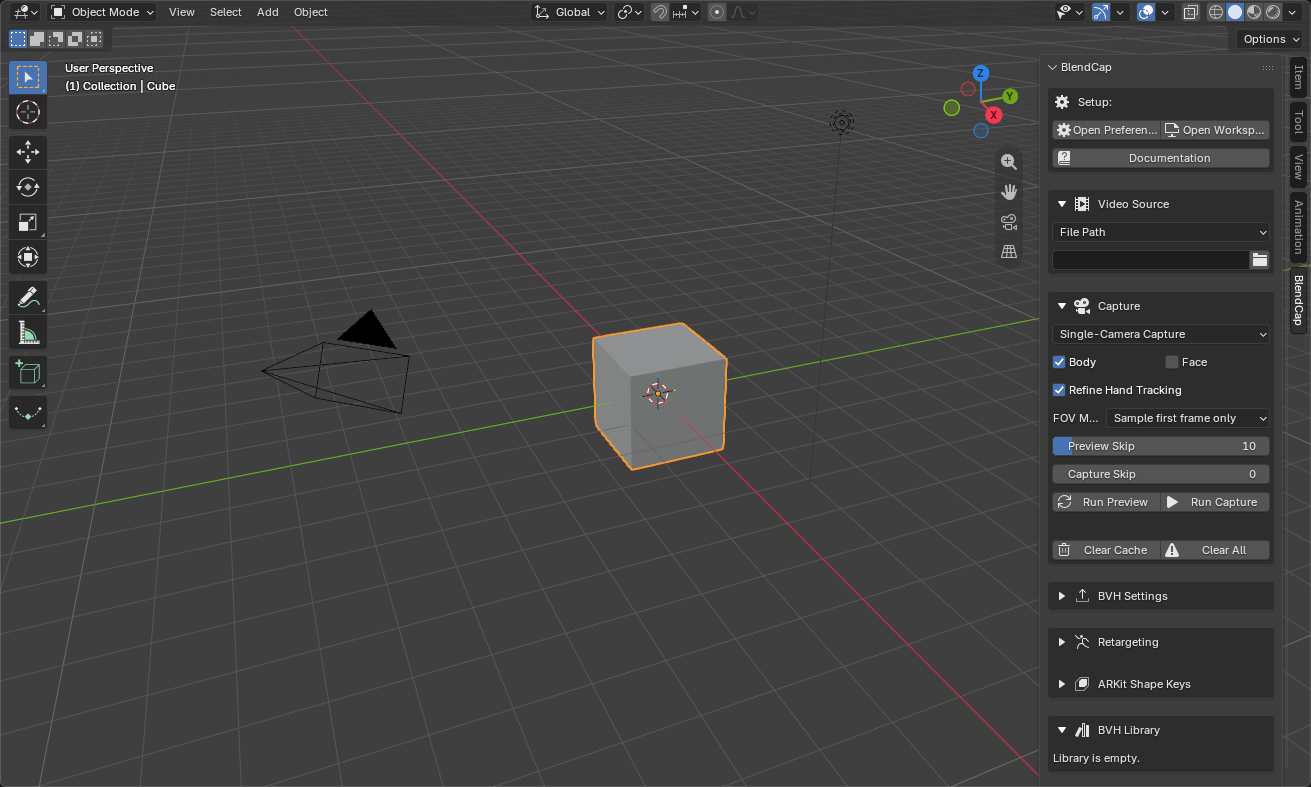 Object Mode View Select Add Object Global
Options
User Perspective
(1) Collection | Cube
Z
Y
X
BlendCap
Setup:
Open Preferen... Open Worksp...
Documentation
Video Source
File Path
Capture
Single-Camera Capture
Body Face
Refine Hand Tracking
FOV M... Sample first frame only
Preview Skip 10
Capture Skip 0
Run Preview Run Capture
Clear Cache Clear All
BVH Settings
Retargeting
ARKit Shape Keys
BVH Library
Library is empty.
Item
Tool
View
Animation
BlendCap